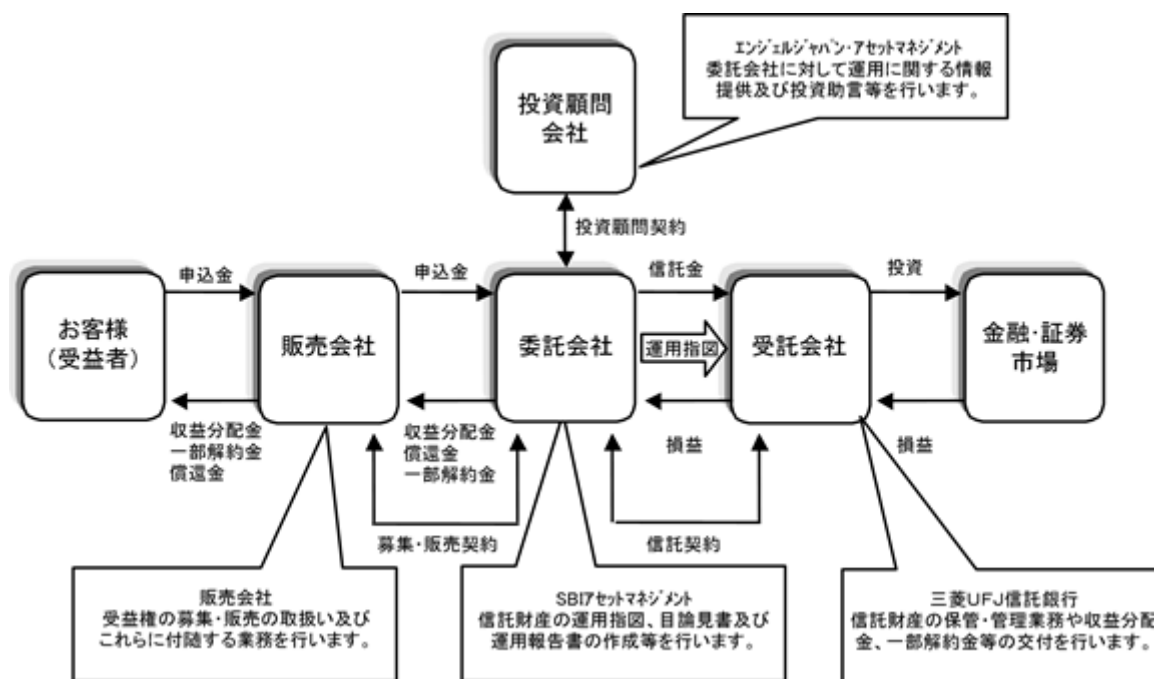 エンジェルジャパン・アセットマネジメント
委託会社に対して運用に関する情報
提供及び投資助言等を行います。
投資顧問
会社
投資顧問契約
申込金
申込金
信託金
投資
お客様
（受益者）
販売会社
委託会社
運用指図
受託会社
金融・証券
市場
収益分配金
一部解約金
償還金
収益分配金
償還金
一部解約金
損益
損益
募集・販売契約
信託契約
販売会社
受益権の募集・販売の取扱い及び
これらに付随する業務を行います。
SBIアセットマネジメント
信託財産の運用指図、目論見書及び
運用報告書の作成等を行います。
三菱UFJ信託銀行
信託財産の保管・管理業務や収益分配
金、一部解約金等の交付を行います。